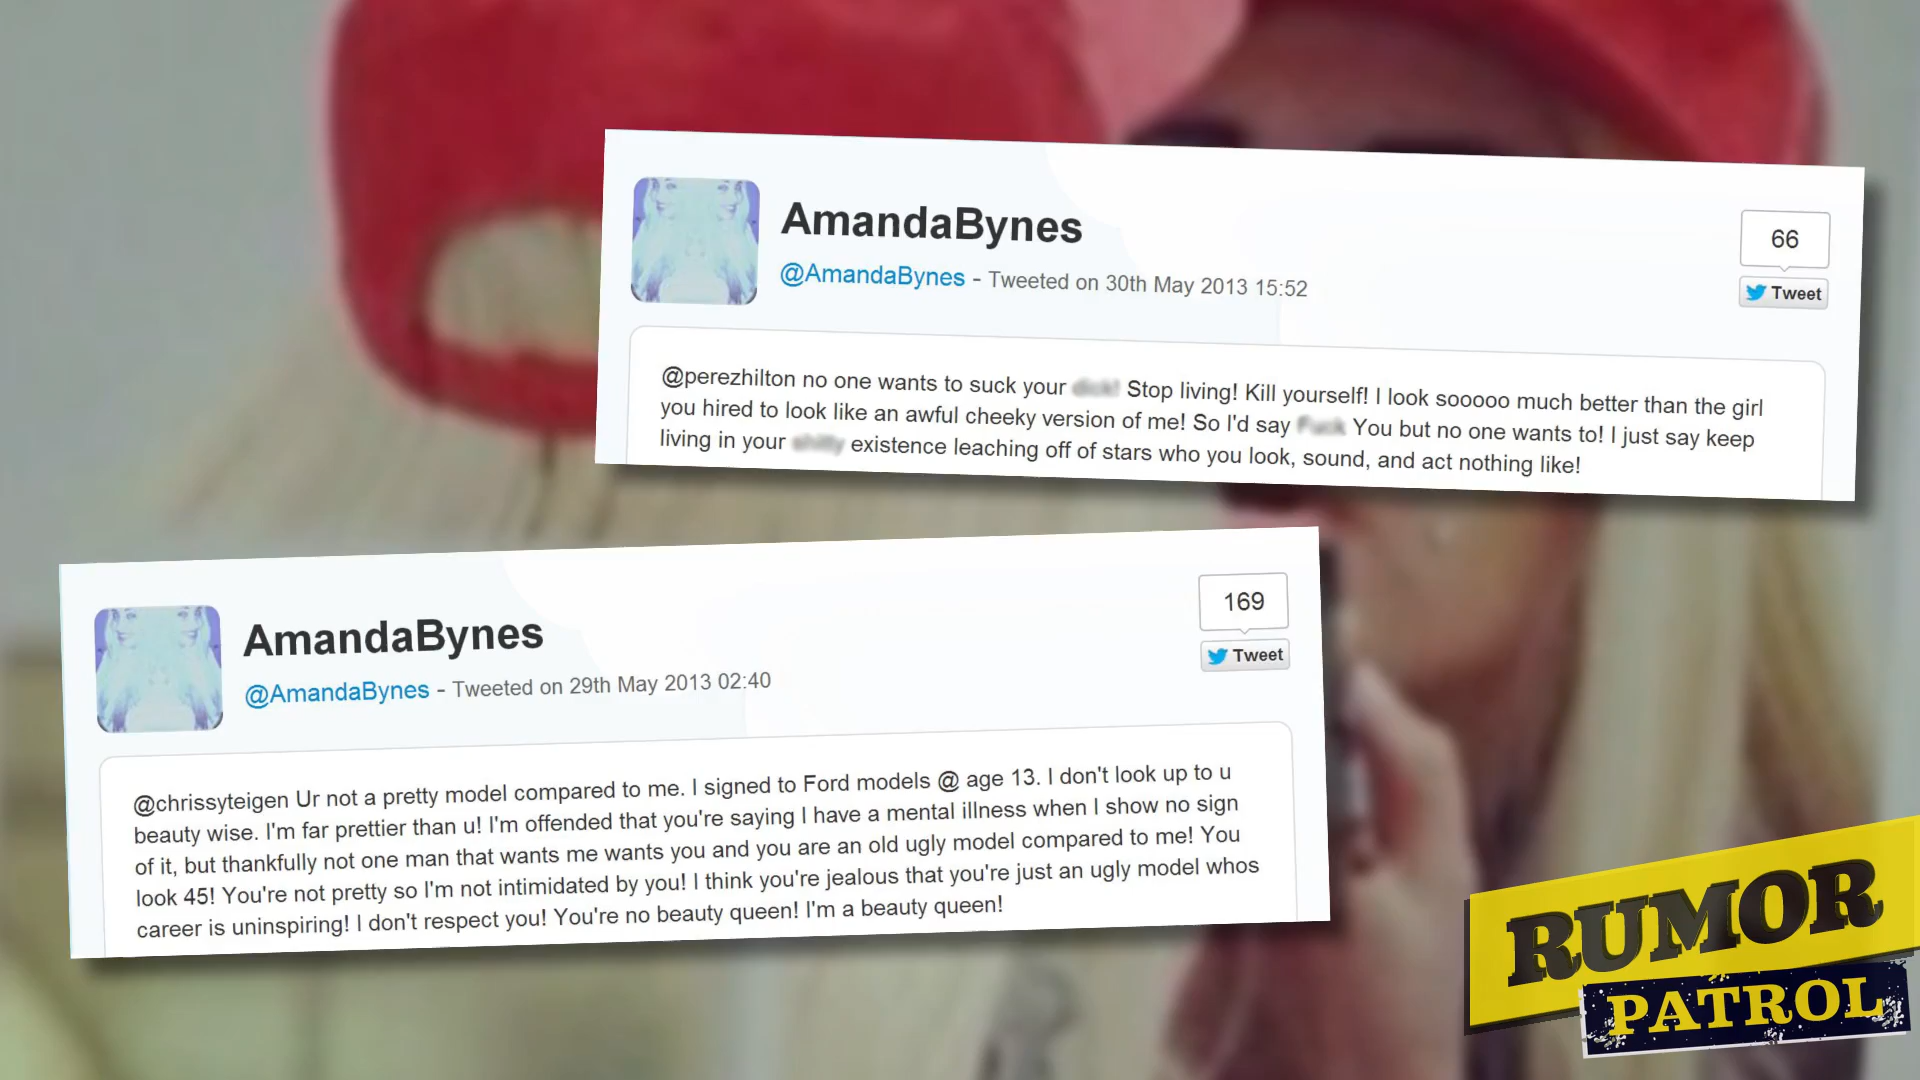 AmandaBynes
@AmandaBynes - Tweeted on 30th May 2013 15:52
66
Tweet
@perezhilton no one wants to suck your dick! Stop living! Kill yourself! I look sooooo much better than the girl
you hired to look like an awful cheeky version of me! So I'd say Fuck You but no one wants to! I just say keep
living in your shitty existence leaching off of stars who you look, sound, and act nothing like!
AmandaBynes
@AmandaBynes - Tweeted on 29th May 2013 02:40
169
Tweet
@chrissyteigen Ur not a pretty model compared to me. I signed to Ford models @ age 13. I don't look up to u
beauty wise. I'm far prettier than u! I'm offended that you're saying I have a mental illness when I show no sign
of it, but thankfully not one man that wants me wants you and you are an old ugly model compared to me! You
look 45! You're not pretty so I'm not intimidated by you! I think you're jealous that you're just an ugly model whos
career is uninspiring! I don't respect you! You're no beauty queen! I'm a beauty queen!
RUMOR
PATROL